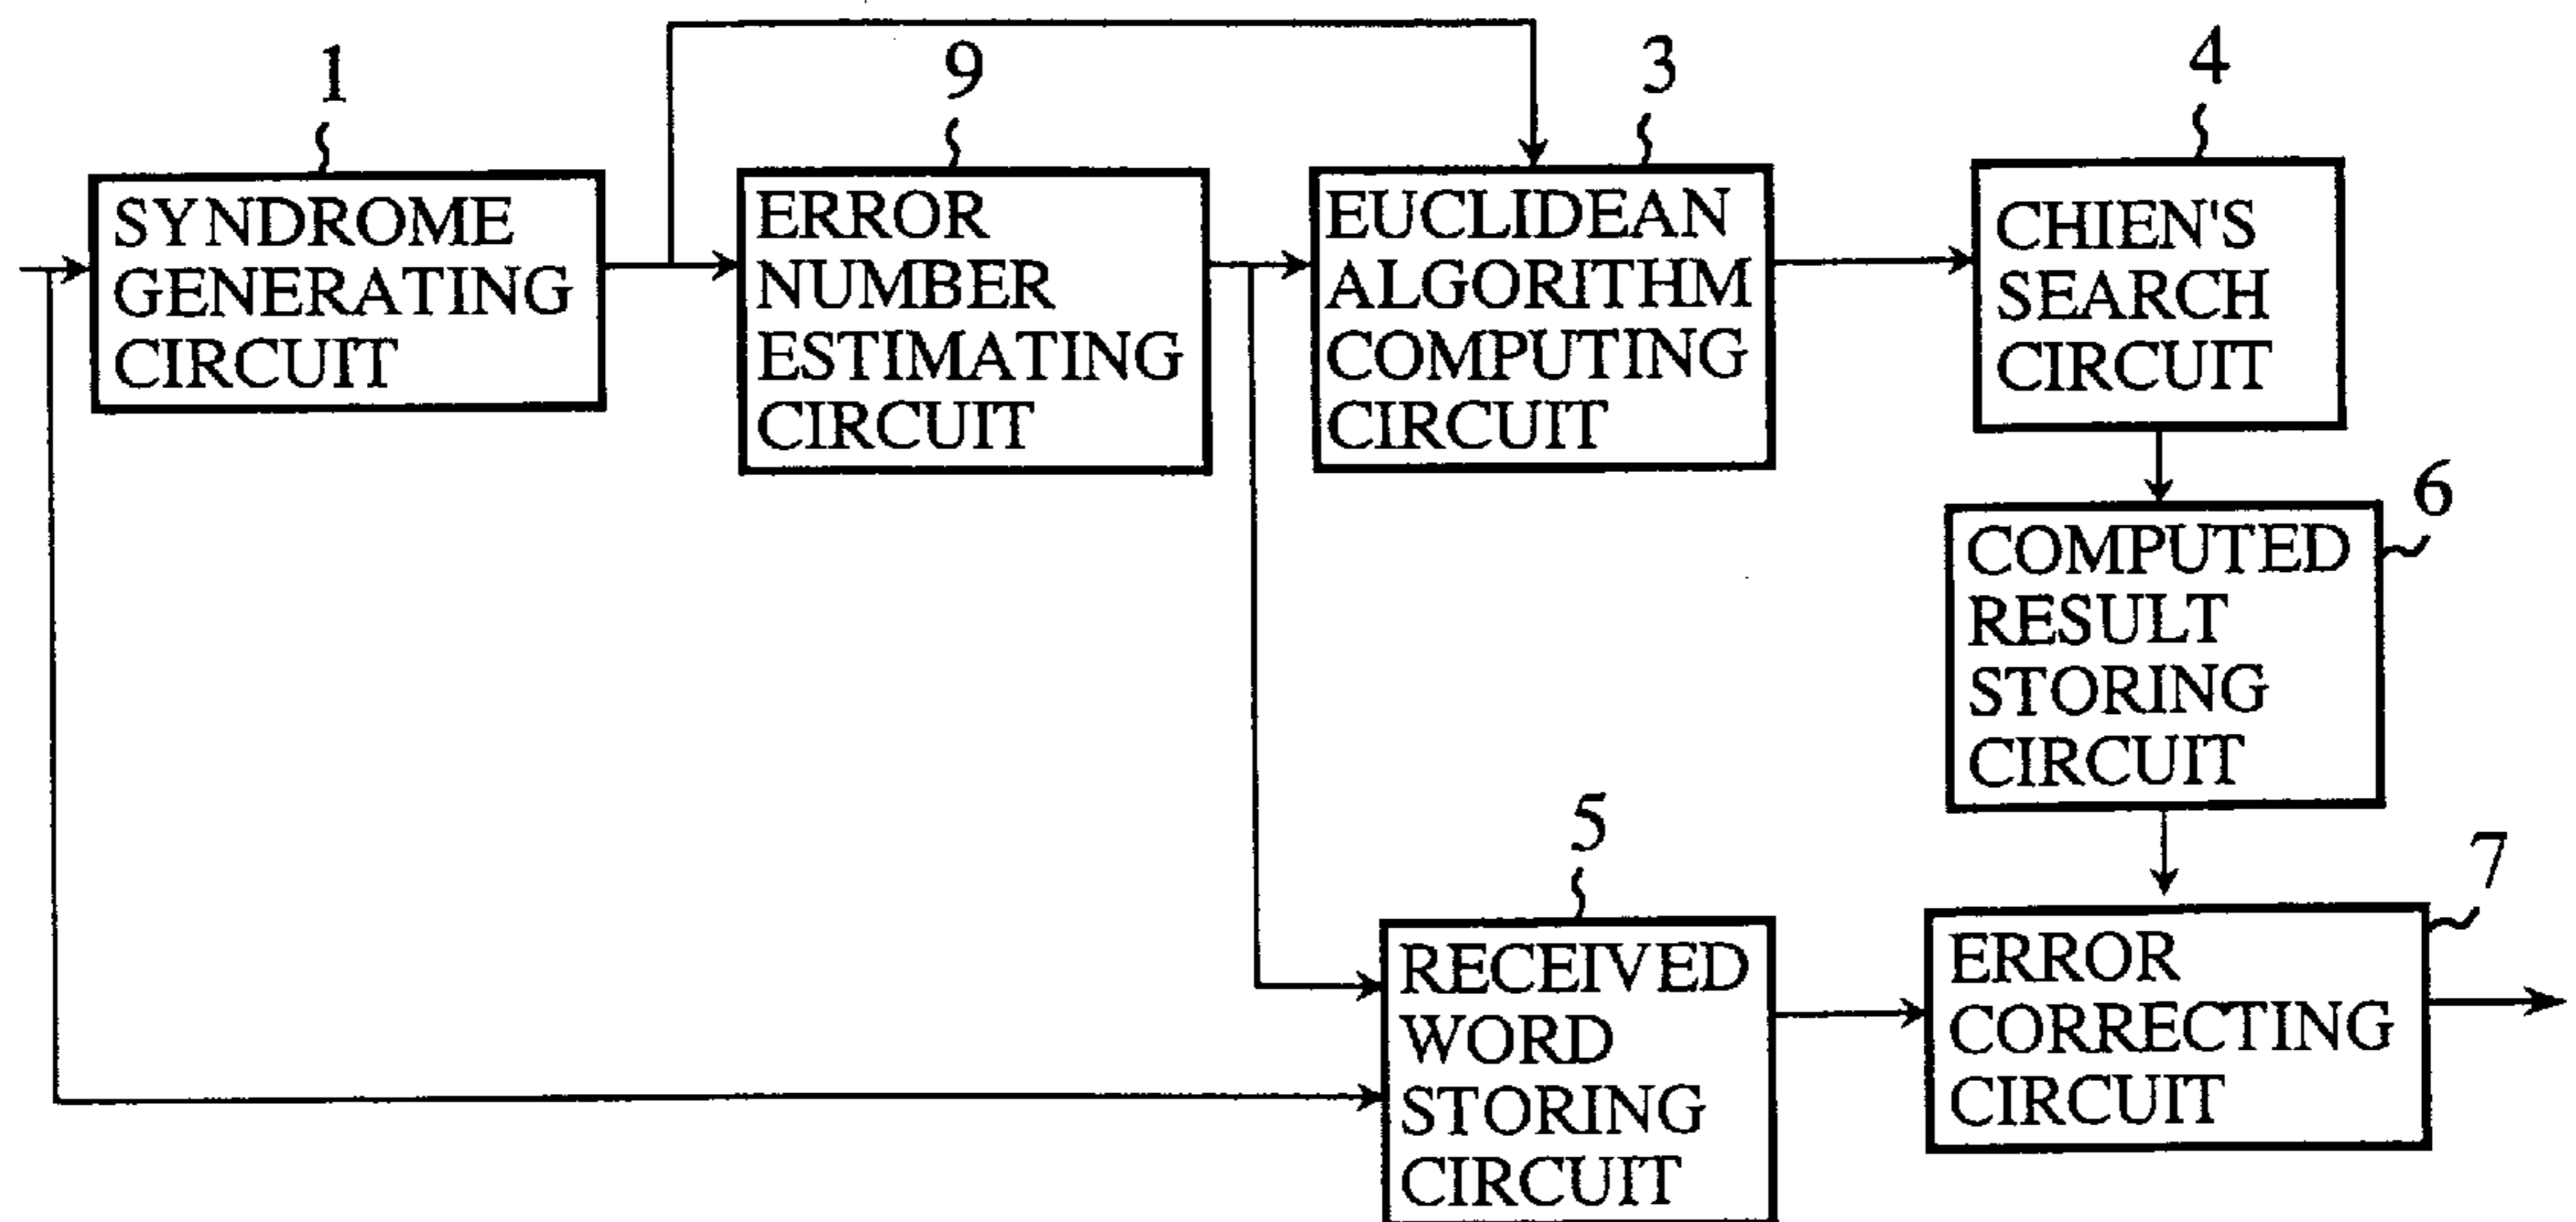 1
SYNDROME
GENERATING
CIRCUIT
9
ERROR
NUMBER
ESTIMATING
CIRCUIT
3
EUCLIDEAN
ALGORITHM
COMPUTING
CIRCUIT
4
CHIEN'S
SEARCH
CIRCUIT
6
COMPUTED
RESULT
STORING
CIRCUIT
5
RECEIVED
WORD
STORING
CIRCUIT
7
ERROR
CORRECTING
CIRCUIT